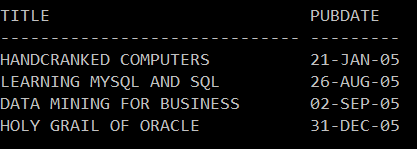 TITLE PUBDATE
------------------------------ ---------
HANDCRANKED COMPUTERS 21-JAN-05
LEARNING MYSQL AND SQL 26-AUG-05
DATA MINING FOR BUSINESS 02-SEP-05
HOLY GRAIL OF ORACLE 31-DEC-05